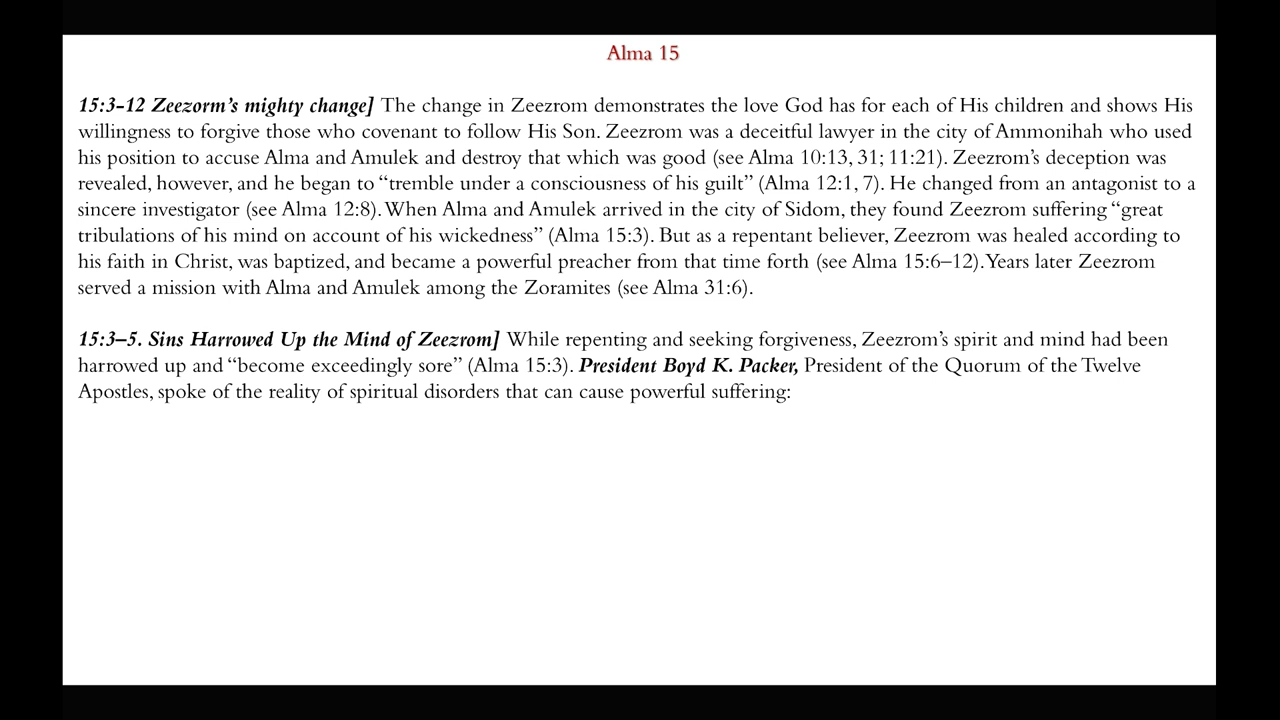 Alma 15
15:3-12 Zeezorm’s mighty change] The change in Zeezrom demonstrates the love God has for each of His children and shows His
willingness to forgive those who covenant to follow His Son. Zeezrom was a deceitful lawyer in the city of Ammonihah who used
his position to accuse Alma and Amulek and destroy that which was good (see Alma 10:13, 31; 11:21). Zeezrom’s deception was
revealed, however, and he began to “tremble under a consciousness of his guilt” (Alma 12:1, 7). He changed from an antagonist to a
sincere investigator (see Alma 12:8). When Alma and Amulek arrived in the city of Sidom, they found Zeezrom suffering “great
tribulations of his mind on account of his wickedness” (Alma 15:3). But as a repentant believer, Zeezrom was healed according to
his faith in Christ, was baptized, and became a powerful preacher from that time forth (see Alma 15:6–12). Years later Zeezrom
served a mission with Alma and Amulek among the Zoramites (see Alma 31:6).
15:3–5. Sins Harrowed Up the Mind of Zeezrom] While repenting and seeking forgiveness, Zeezrom’s spirit and mind had been
harrowed up and “become exceedingly sore” (Alma 15:3). President Boyd K. Packer, President of the Quorum of the Twelve
Apostles, spoke of the reality of spiritual disorders that can cause powerful suffering: